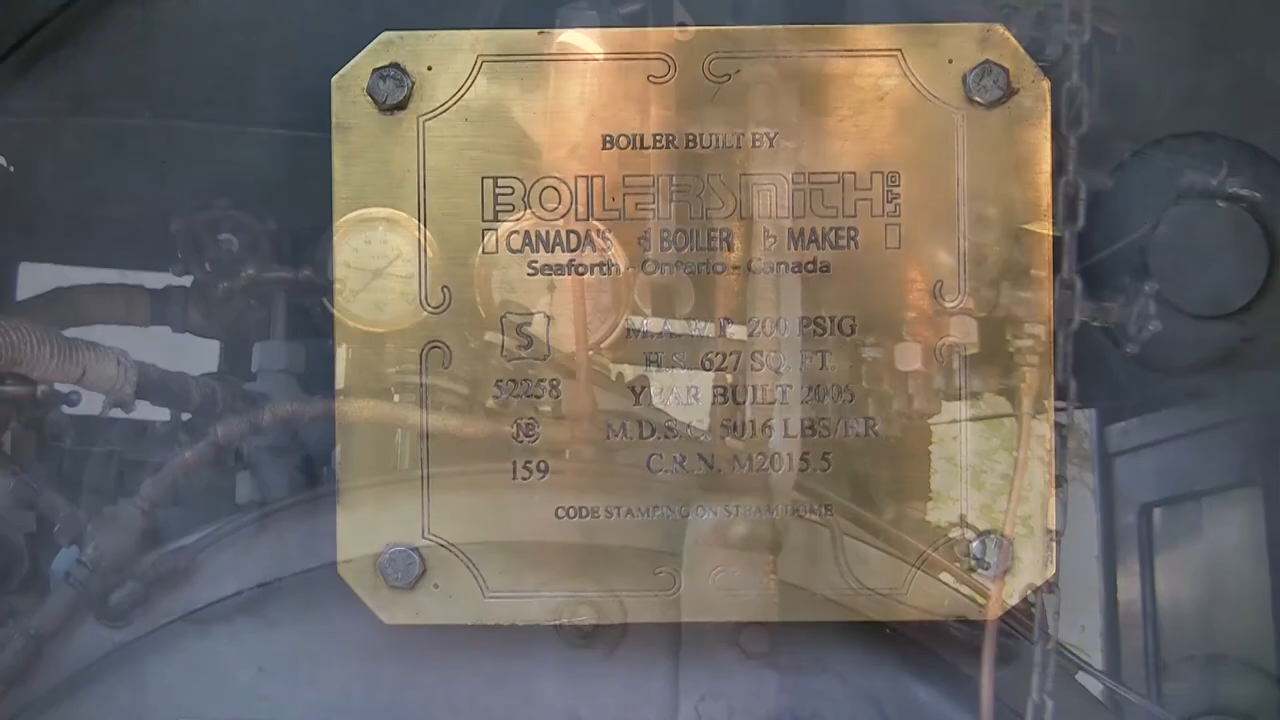 BOILER BUILT BY
BOILERSMITH LTD
CANADA'S BOILER MAKER
Seaforth - Ontario - Canada
S M.A.W.P. 200 PSIG
H.S. 627 SQ. FT.
52258 YEAR BUILT 2005
NB M.D.S.C. 5016 LBS/HR
159 C.R.N. M2015.5
CODE STAMPING ON STEAM DOME